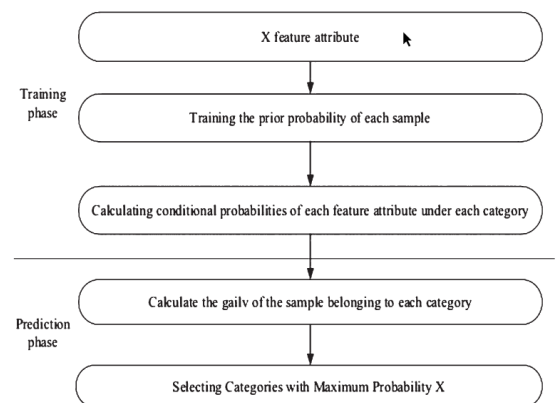 X feature attribute
Training
phase
Training the prior probability of each sample
Calculating conditional probabilities of each feature attribute under each category
Calculate the gailv of the sample belonging to each category
Prediction
phase
Selecting Categories with Maximum Probability X